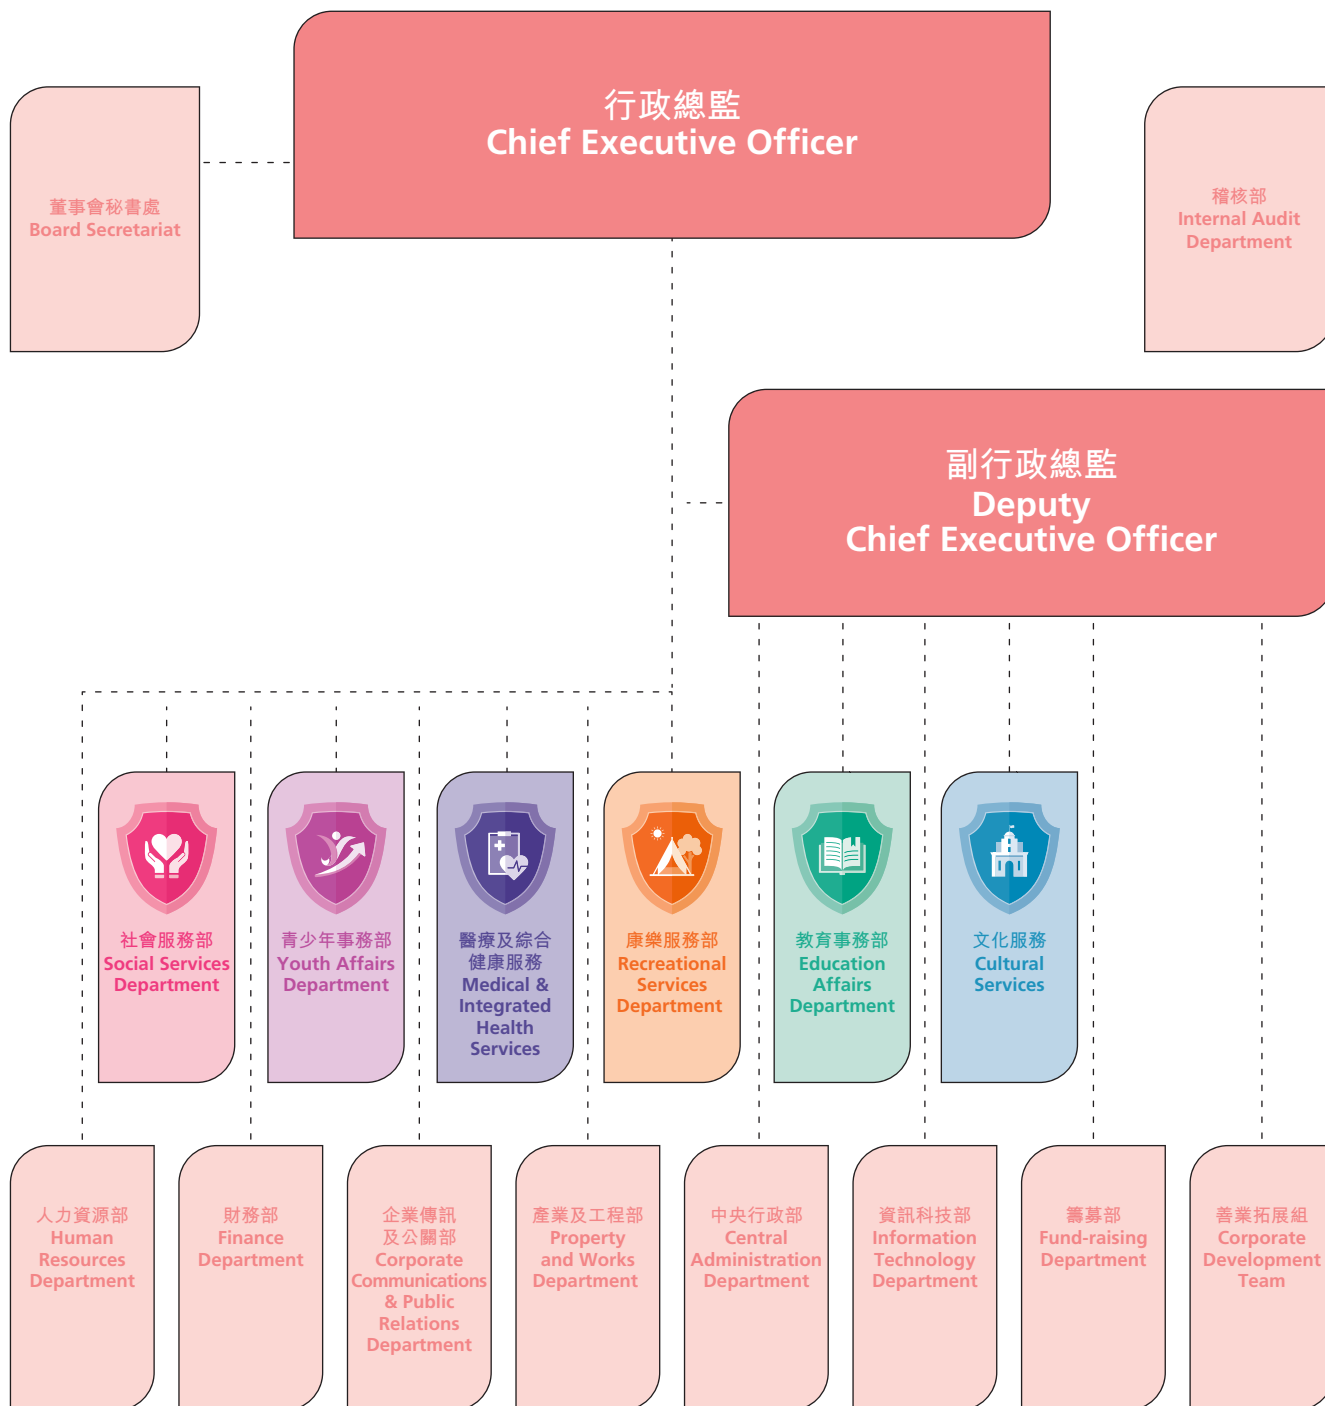 行政總監
Chief Executive Officer
董事會秘書處
Board Secretariat
稽核部
Internal Audit
Department
副行政總監
Deputy
Chief Executive Officer
社會服務部
Social Services
Department
青少年事務部
Youth Affairs
Department
醫療及綜合
健康服務
Medical &
Integrated
Health
Services
康樂服務部
Recreational
Services
Department
教育事務部
Education
Affairs
Department
文化服務
Cultural
Services
人力資源部
Human
Resources
Department
財務部
Finance
Department
企業傳訊
及公關部
Corporate
Communications
& Public
Relations
Department
產業及工程部
Property
and Works
Department
中央行政部
Central
Administration
Department
資訊科技部
Information
Technology
Department
籌募部
Fund-raising
Department
善業拓展組
Corporate
Development
Team